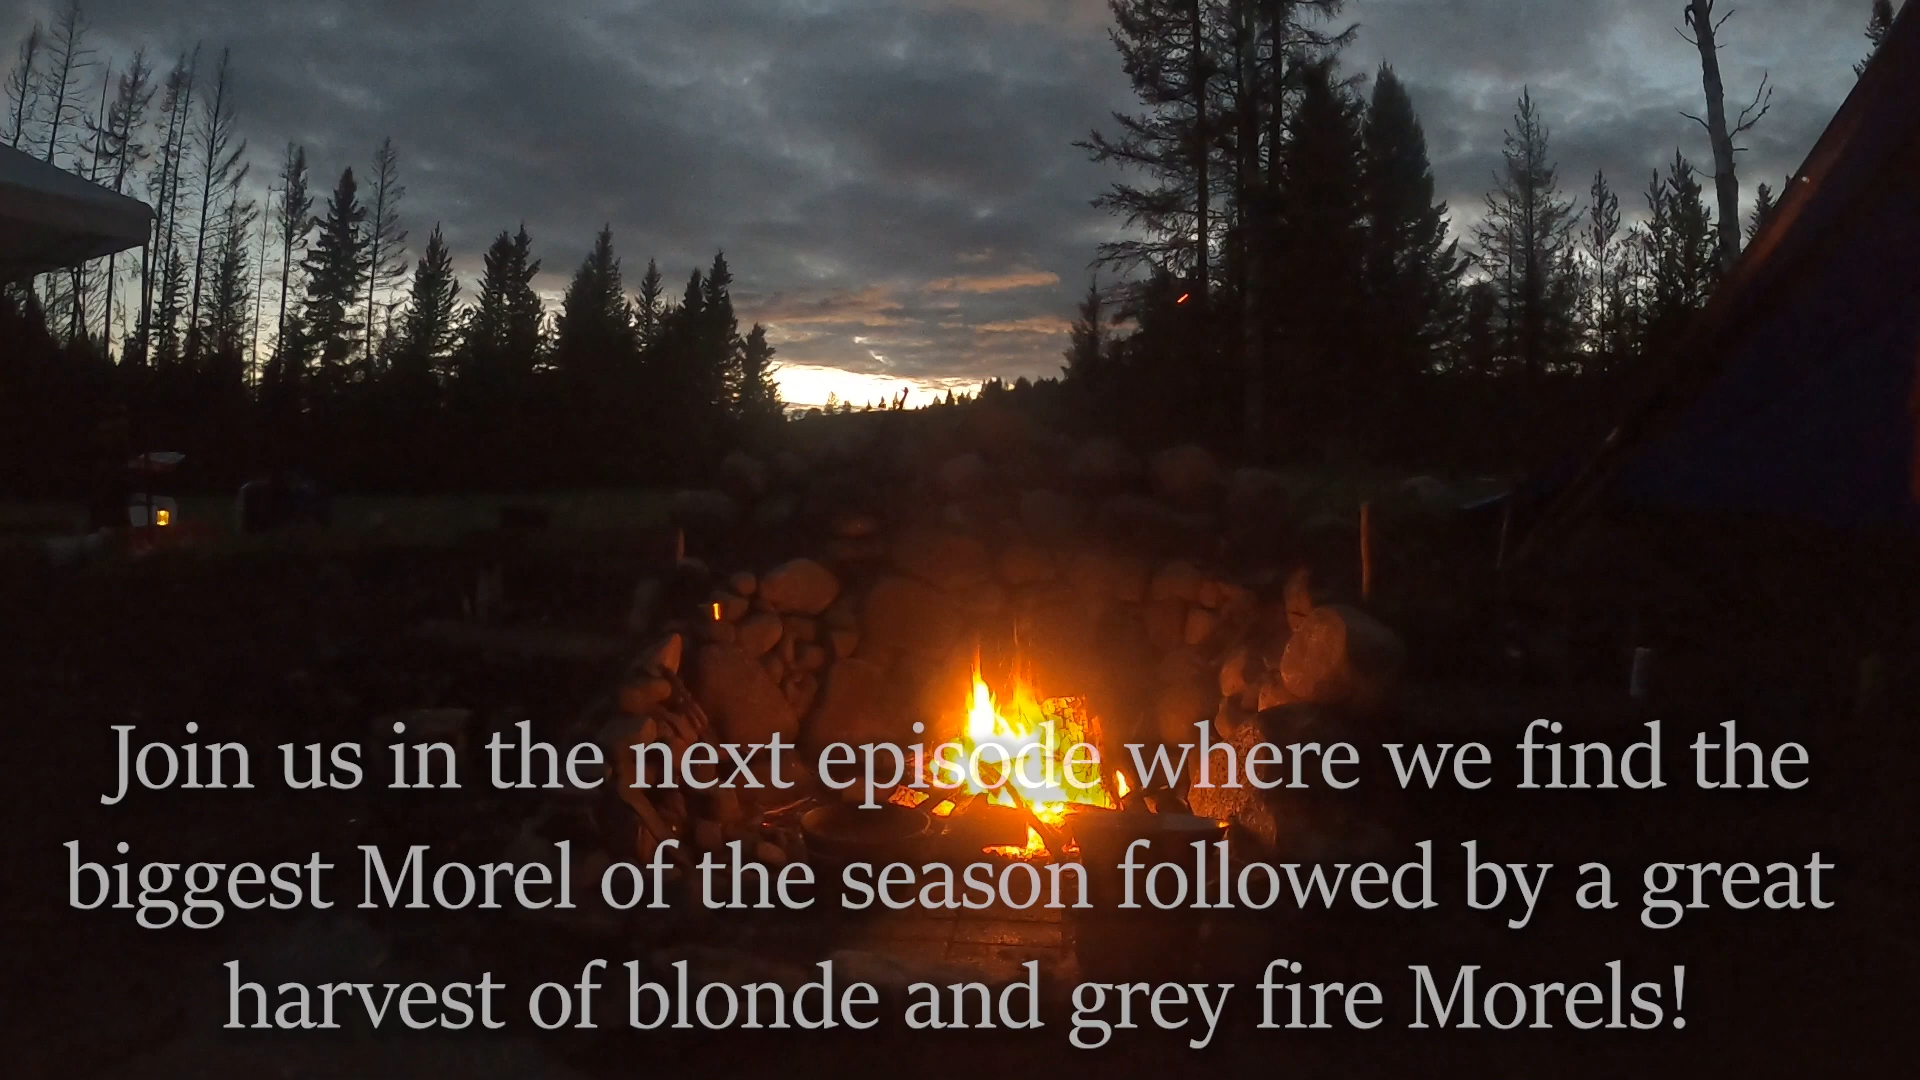 Join us in the next episode where we find the
biggest Morel of the season followed by a great
harvest of blonde and grey fire Morels!